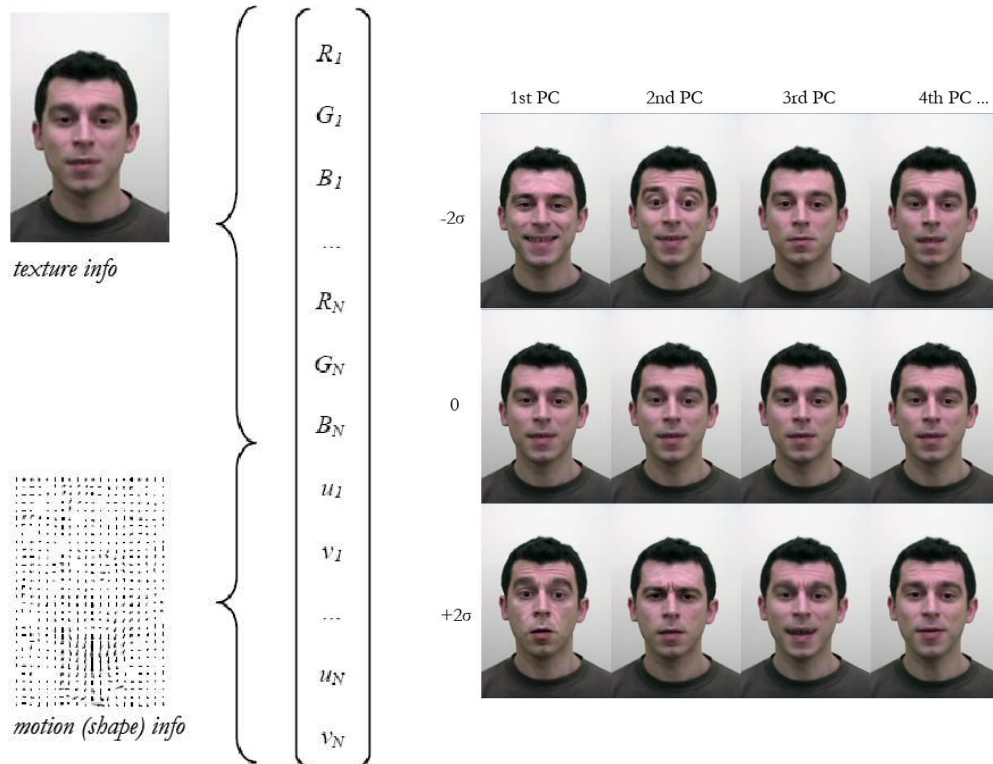 texture info
motion (shape) info
R1
G1
B1
...
RN
GN
BN
u1
v1
...
uN
vN
1st PC 2nd PC 3rd PC 4th PC ...
-2σ
0
+2σ